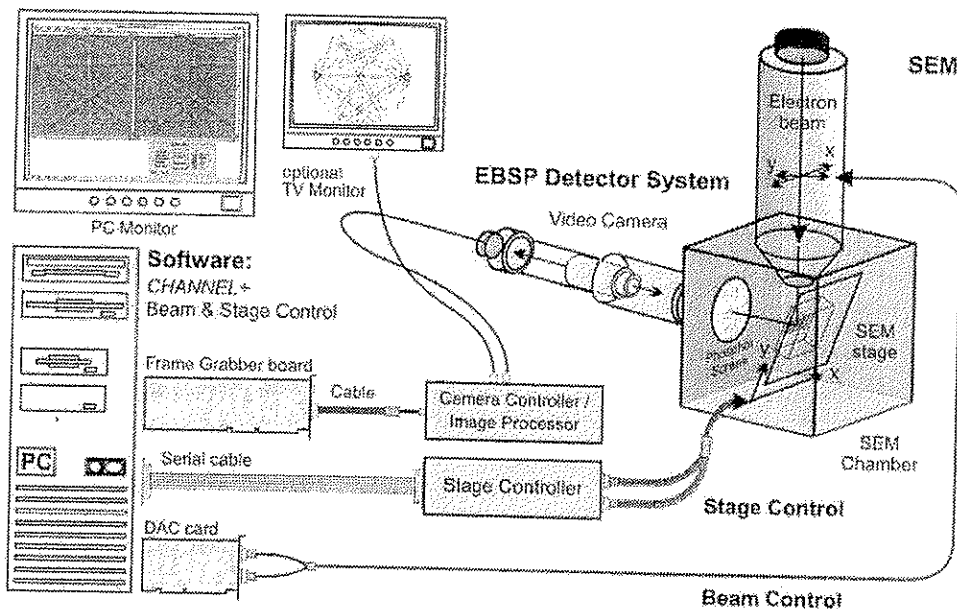 SEM
Electron
beam
x
y
optional
TV Monitor
EBSP Detector System
PC Monitor
Video Camera
Software:
CHANNEL+
Beam & Stage Control
Phosphor
Screen
y
x
SEM
stage
Frame Grabber board
Cable
Camera Controller /
Image Processor
SEM
Chamber
PC
Serial cable
Stage Controller
Stage Control
DAC card
Beam Control